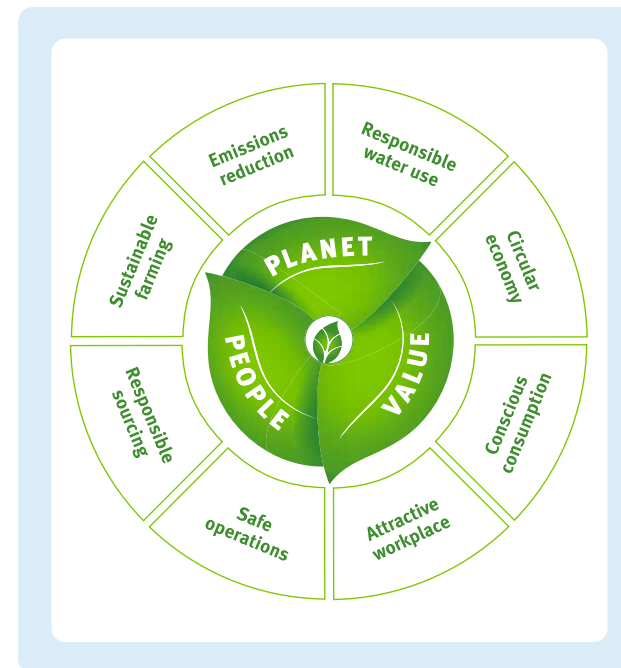 Emissions
reduction
Responsible
water use
Circular
economy
Conscious
consumption
Attractive
workplace
Safe
operations
Responsible
sourcing
Sustainable
farming
PLANET
VALUE
PEOPLE